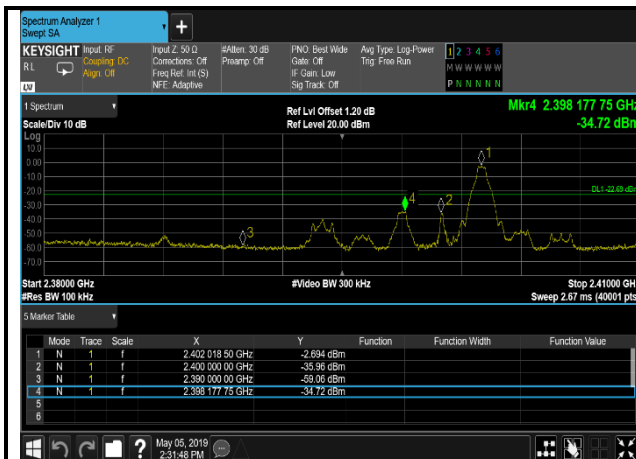 Spectrum Analyzer 1
Swept SA
+
KEYSIGHT Input: RF Input Z: 50 Ω #Atten: 30 dB PNO: Best Wide Avg Type: Log-Power 1 2 3 4 5 6
RL Coupling: DC Corrections: Off Preamp: Off Gate: Off Trig: Free Run M W W W W W
Align: Off Freq Ref: Int (S) IF Gain: Low
LXI NFE: Adaptive Sig Track: Off P N N N N N
1 Spectrum Ref Lvl Offset 1.20 dB Mkr4 2.398 177 75 GHz
Scale/Div 10 dB Ref Level 20.00 dBm -34.72 dBm
Log
10.0
0.00
-10.0
-20.0
-30.0
-40.0
-50.0
-60.0
-70.0
1
DL1 -22.69 dBm
4
2
3
Start 2.38000 GHz #Video BW 300 kHz Stop 2.41000 GH
#Res BW 100 kHz Sweep 2.67 ms (40001 pts
5 Marker Table
Mode Trace Scale X Y Function Function Width Function Value
1 N 1 f 2.402 018 50 GHz -2.694 dBm
2 N 1 f 2.400 000 00 GHz -35.96 dBm
3 N 1 f 2.390 000 00 GHz -59.06 dBm
4 N 1 f 2.398 177 75 GHz -34.72 dBm
5
6
? May 05, 2019
2:31:48 PM